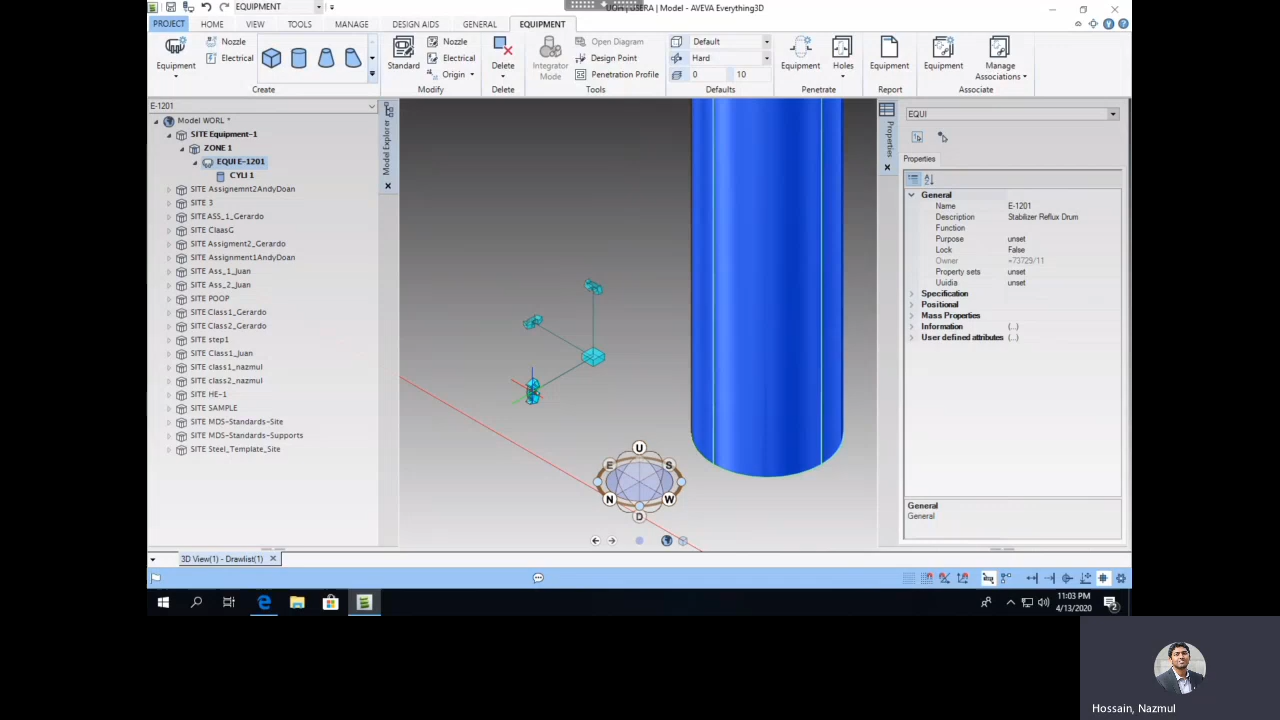 EQUIPMENT
Model - AVEVA Everything3D
PROJECT HOME VIEW TOOLS MANAGE DESIGN AIDS GENERAL EQUIPMENT
Equipment
Nozzle
Electrical
Create
Standard
Nozzle
Electrical
Origin
Modify
Delete
Delete
Integrator Mode
Open Diagram
Design Point
Penetration Profile
Tools
Default
Hard
0 10
Defaults
Equipment
Holes
Penetrate
Equipment
Report
Equipment
Manage Associations
Associate
E-1201
Model WORL *
SITE Equipment-1
ZONE 1
EQUI E-1201
CYLI 1
SITE Assignemnt2AndyDoan
SITE 3
SITE ASS_1_Gerardo
SITE ClaasG
SITE Assigment2_Gerardo
SITE Assignment1AndyDoan
SITE Ass_1_Juan
SITE Ass_2_Juan
SITE POOP
SITE Class1_Gerardo
SITE Class2_Gerardo
SITE step1
SITE Class1_Juan
SITE class1_nazmul
SITE class2_nazmul
SITE HE-1
SITE SAMPLE
SITE MDS-Standards-Site
SITE MDS-Standards-Supports
SITE Steel_Template_Site
Model Explorer
U
E S
N W
D
Properties
EQUI
Properties
General
Name E-1201
Description Stabilizer Reflux Drum
Function
Purpose unset
Lock False
Owner =73729/11
Property sets unset
Uuidia unset
Specification
Positional
Mass Properties
Information (...)
User defined attributes (...)
General
General
3D View(1) - Drawlist(1)
11:03 PM
4/13/2020
2
Hossain, Nazmul